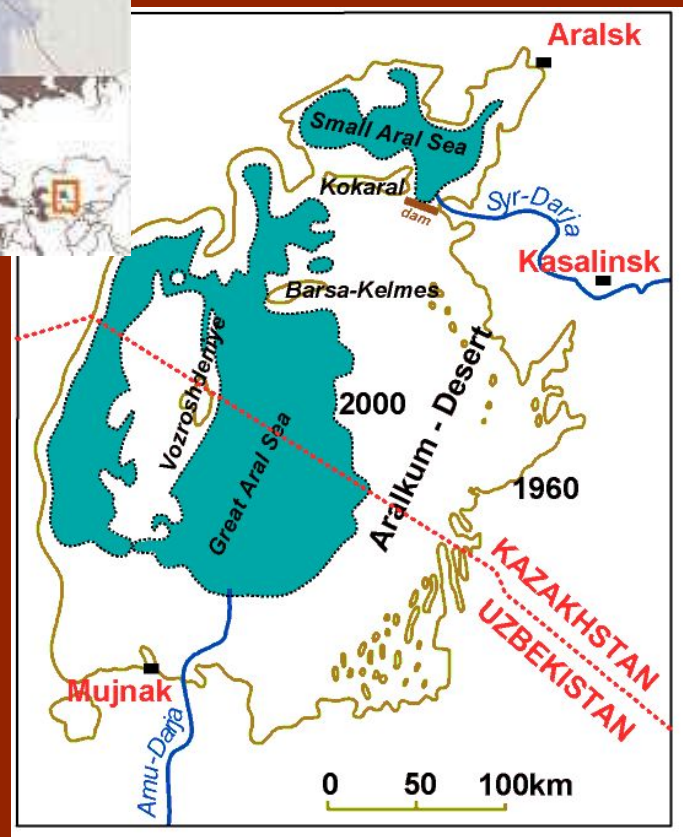 Aralsk
Small Aral Sea
Kokaral
dam
Syr-Darja
Kasalinsk
Barsa-Kelmes
Vozroshdeniye
2000
Aralkum - Desert
Great Aral Sea
1960
KAZAKHSTAN
UZBEKISTAN
Mujnak
Amu-Darja
0 50 100km